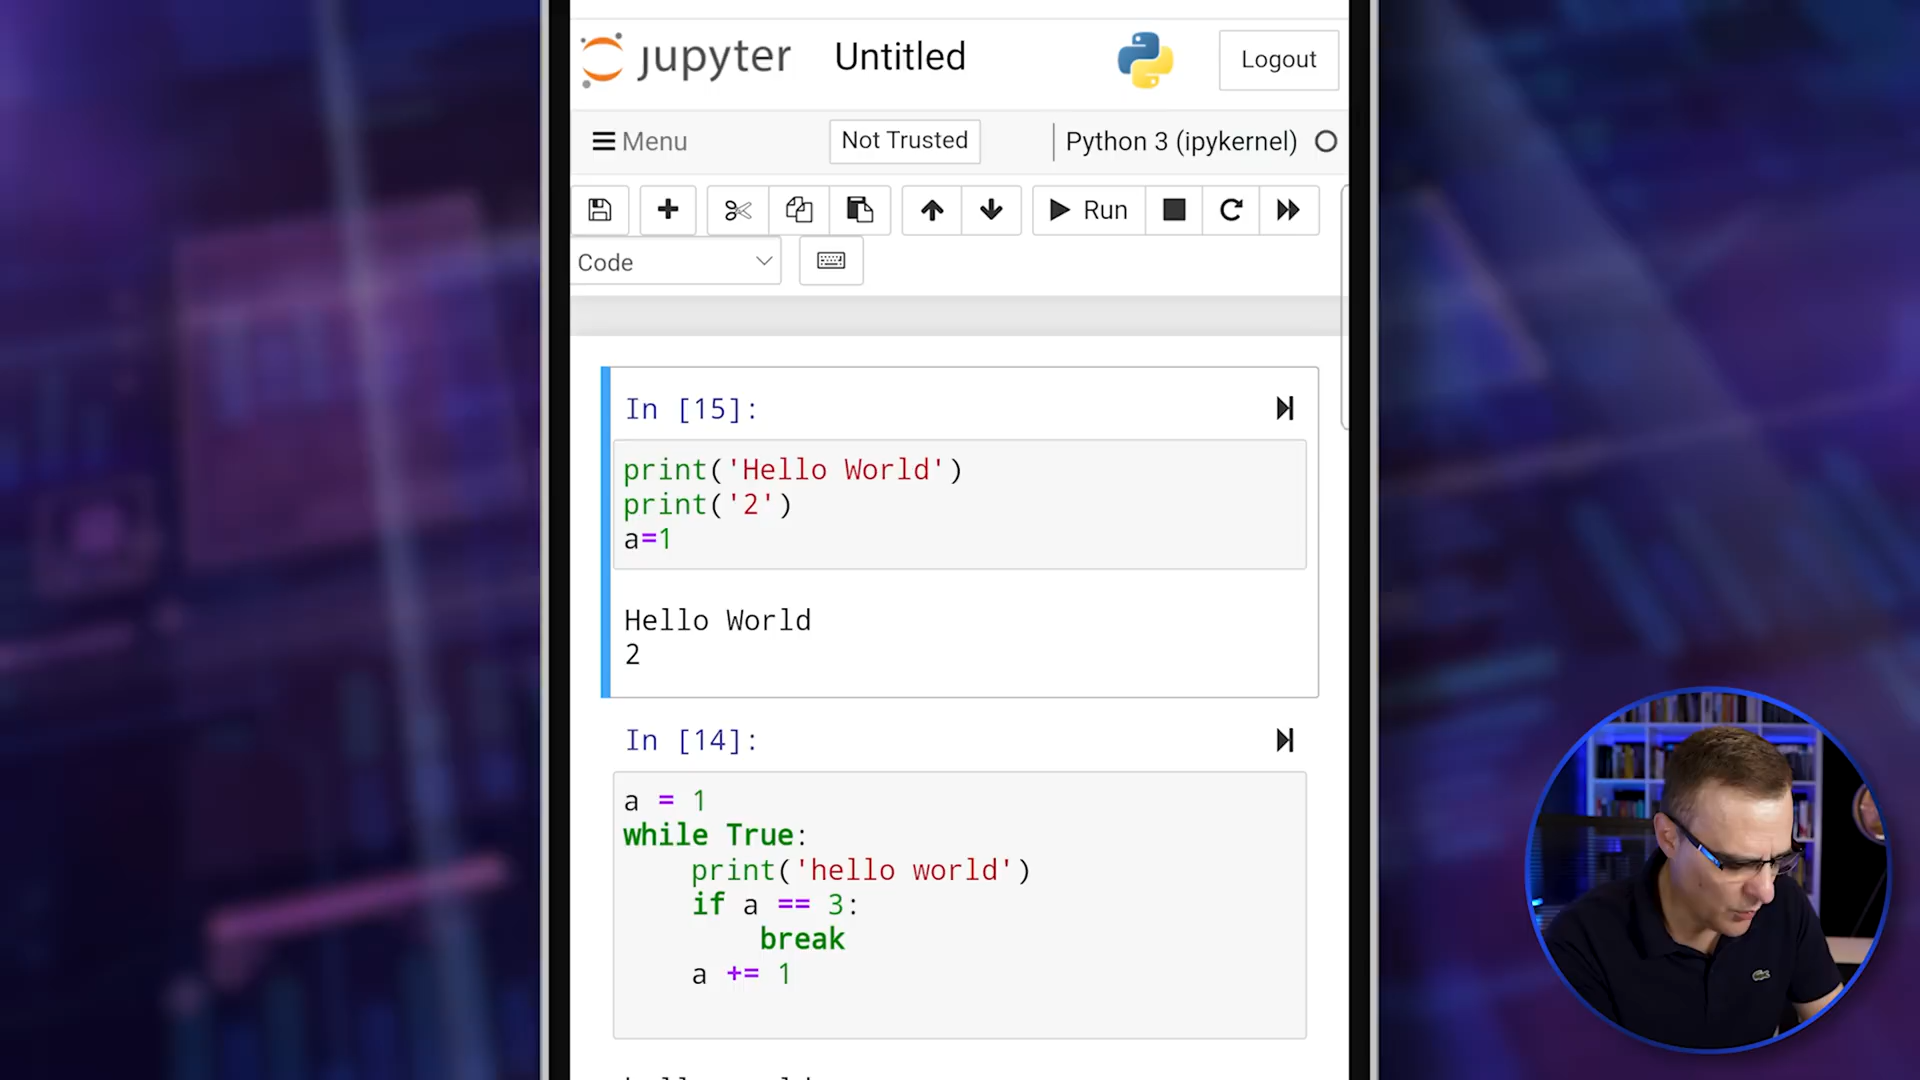 jupyter Untitled Logout
Menu Not Trusted Python 3 (ipykernel)
Run
Code
In [15]:
print('Hello World')
print('2')
a=1
Hello World
2
In [14]:
a = 1
while True:
    print('hello world')
    if a == 3:
        break
    a += 1